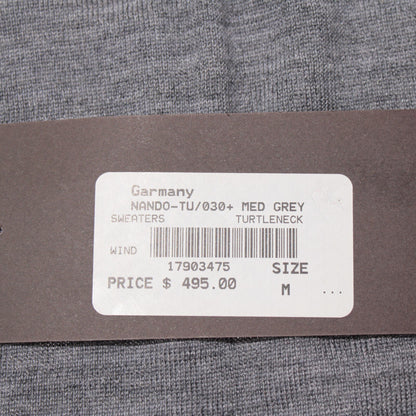 Garmany
NANDO-TU/030+ MED GREY
SWEATERS TURTLENECK
WIND
17903475 SIZE
PRICE $ 495.00 M ...